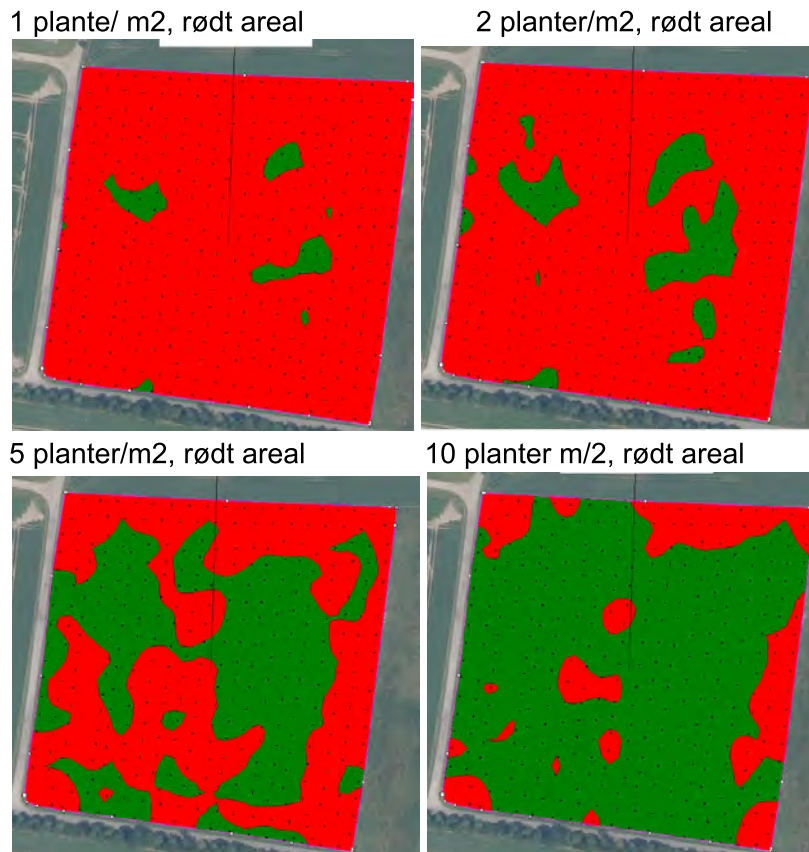 1 plante/ m2, rødt areal
2 planter/m2, rødt areal
5 planter/m2, rødt areal
10 planter m/2, rødt areal